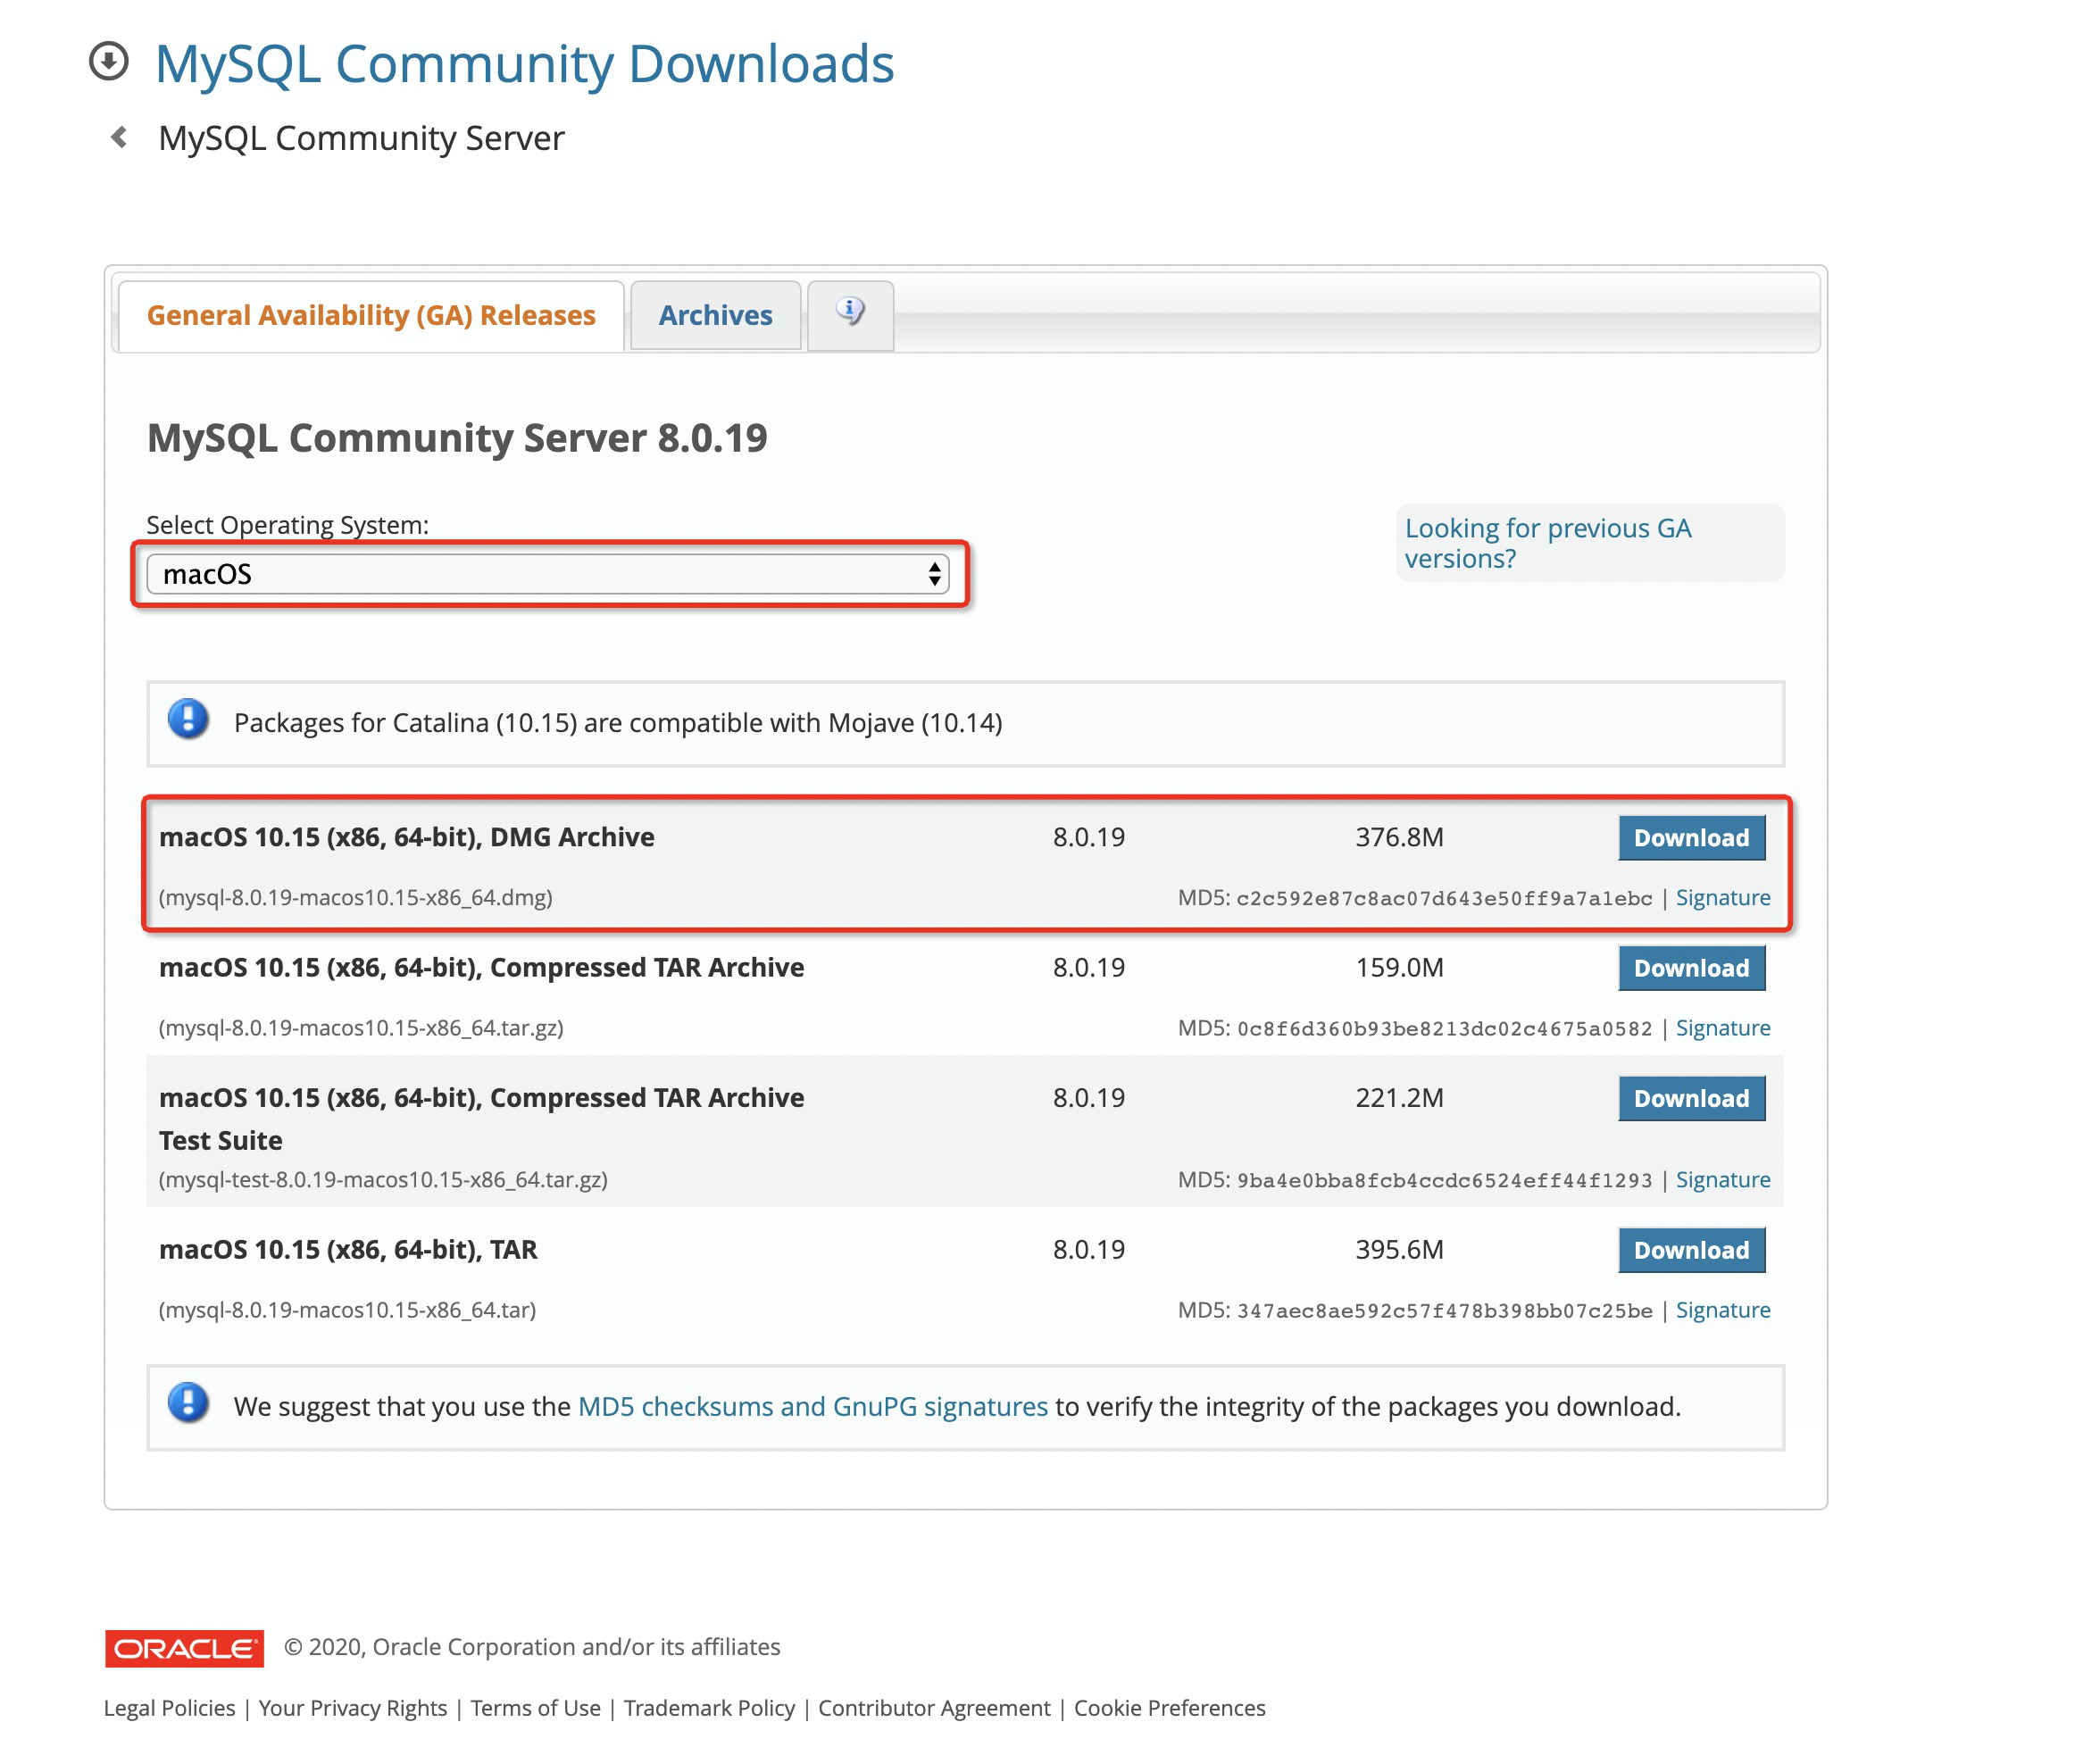 MySQL Community Downloads
MySQL Community Server
General Availability (GA) Releases
Archives
MySQL Community Server 8.0.19
Select Operating System:
macOS
Looking for previous GA
versions?
Packages for Catalina (10.15) are compatible with Mojave (10.14)
macOS 10.15 (x86, 64-bit), DMG Archive 8.0.19 376.8M Download
(mysql-8.0.19-macos10.15-x86_64.dmg) MD5: c2c592e87c8ac07d643e50ff9a7a1ebc | Signature
macOS 10.15 (x86, 64-bit), Compressed TAR Archive 8.0.19 159.0M Download
(mysql-8.0.19-macos10.15-x86_64.tar.gz) MD5: 0c8f6d360b93be8213dc02c4675a0582 | Signature
macOS 10.15 (x86, 64-bit), Compressed TAR Archive 8.0.19 221.2M Download
Test Suite
(mysql-test-8.0.19-macos10.15-x86_64.tar.gz) MD5: 9ba4e0bba8fcb4ccdc6524eff44f1293 | Signature
macOS 10.15 (x86, 64-bit), TAR 8.0.19 395.6M Download
(mysql-8.0.19-macos10.15-x86_64.tar) MD5: 347aec8ae592c57f478b398bb07c25be | Signature
We suggest that you use the MD5 checksums and GnuPG signatures to verify the integrity of the packages you download.
ORACLE © 2020, Oracle Corporation and/or its affiliates
Legal Policies | Your Privacy Rights | Terms of Use | Trademark Policy | Contributor Agreement | Cookie Preferences